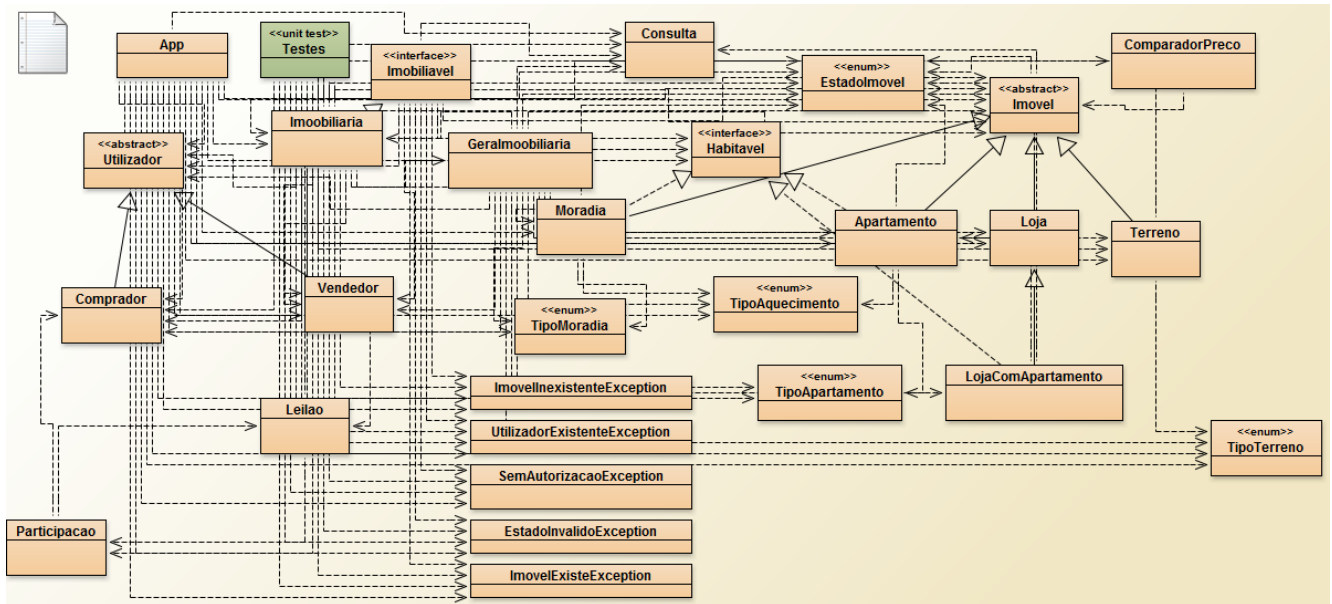 App
<<unit test>>
Testes
<<interface>>
Imobiliavel
Consulta
<<enum>>
EstadoImovel
<<abstract>>
Imovel
ComparadorPreco
<<abstract>>
Utilizador
Imoobiliaria
GeraImoobiliaria
<<interface>>
Habitavel
Moradia
Apartamento
Loja
Terreno
Comprador
Vendedor
<<enum>>
TipoMoradia
<<enum>>
TipoAquecimento
ImovelInexistenteException
<<enum>>
TipoApartamento
LojaComApartamento
Leilao
UtilizadorExistenteException
<<enum>>
TipoTerreno
SemAutorizacaoException
Participacao
EstadoInvalidoException
ImovelExisteException